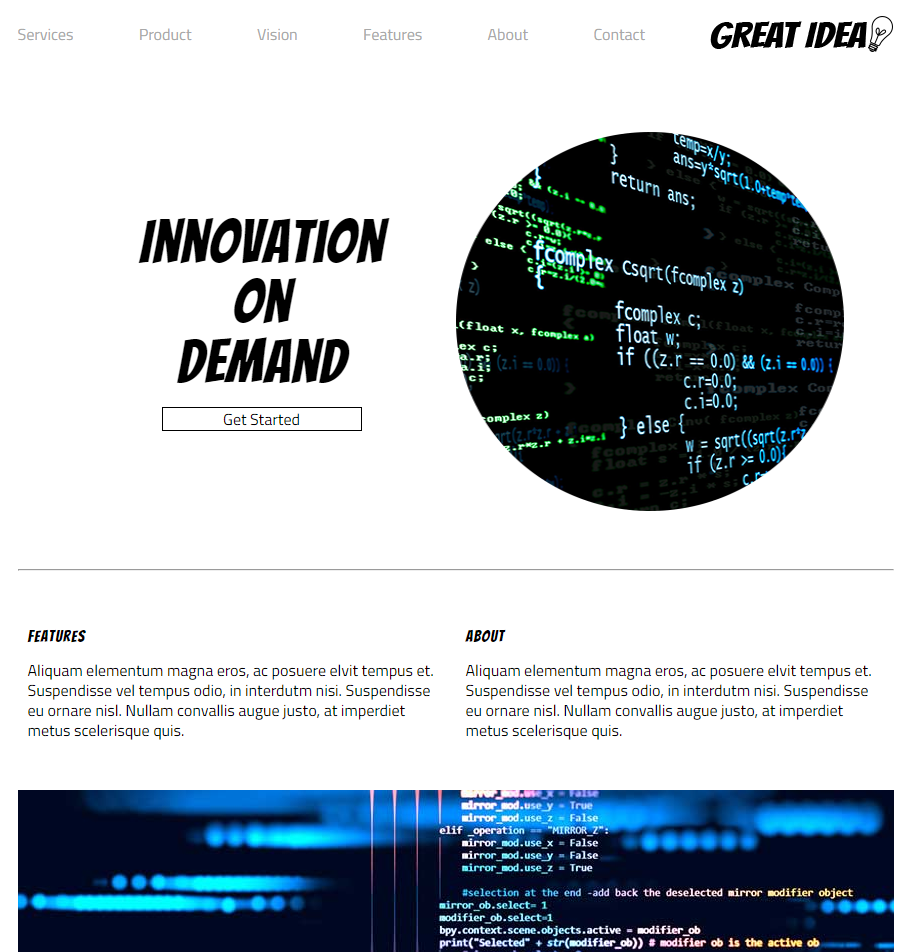 Services Product Vision Features About Contact GREAT IDEA
INNOVATION
ON
DEMAND
Get Started
temp=x/y;
ans=y*sqrt(1.0+temp*te
}
return ans;
}
sqrt((z.r
else {
fcomplex Csqrt(fcomplex z)
{
fcomplex c;
(float x, fcomplex a)
float w;
if ((z.r == 0.0) && (z.i == 0.0)) {
c.r=0.0;
c.i=0.0;
omplex z)
} else {
w = sqrt((sqrt(z.r*z
if (z.r >= 0.0){
FEATURES
Aliquam elementum magna eros, ac posuere elvit tempus et.
Suspendisse vel tempus odio, in interdutm nisi. Suspendisse
eu ornare nisl. Nullam convallis augue justo, at imperdiet
metus scelerisque quis.
ABOUT
Aliquam elementum magna eros, ac posuere elvit tempus et.
Suspendisse vel tempus odio, in interdutm nisi. Suspendisse
eu ornare nisl. Nullam convallis augue justo, at imperdiet
metus scelerisque quis.
mirror_mod.use_x = False
mirror_mod.use_y = True
mirror_mod.use_z = False
elif _operation == "MIRROR_Z":
mirror_mod.use_x = False
mirror_mod.use_y = False
mirror_mod.use_z = True
#selection at the end -add back the deselected mirror modifier object
mirror_ob.select= 1
modifier_ob.select=1
bpy.context.scene.objects.active = modifier_ob
print("Selected" + str(modifier_ob)) # modifier ob is the active ob